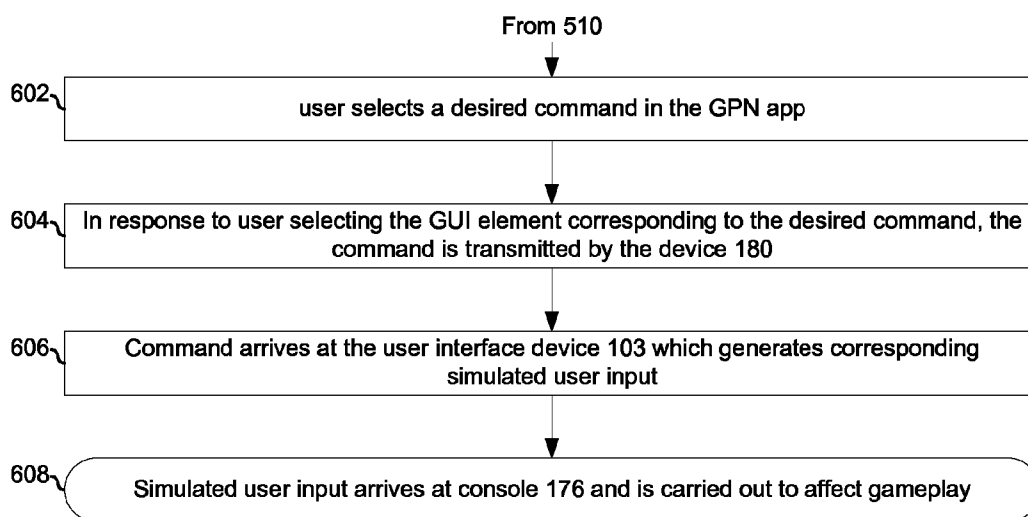 From 510
602
user selects a desired command in the GPN app
604
In response to user selecting the GUI element corresponding to the desired command, the
command is transmitted by the device 180
606
Command arrives at the user interface device 103 which generates corresponding
simulated user input
608
Simulated user input arrives at console 176 and is carried out to affect gameplay